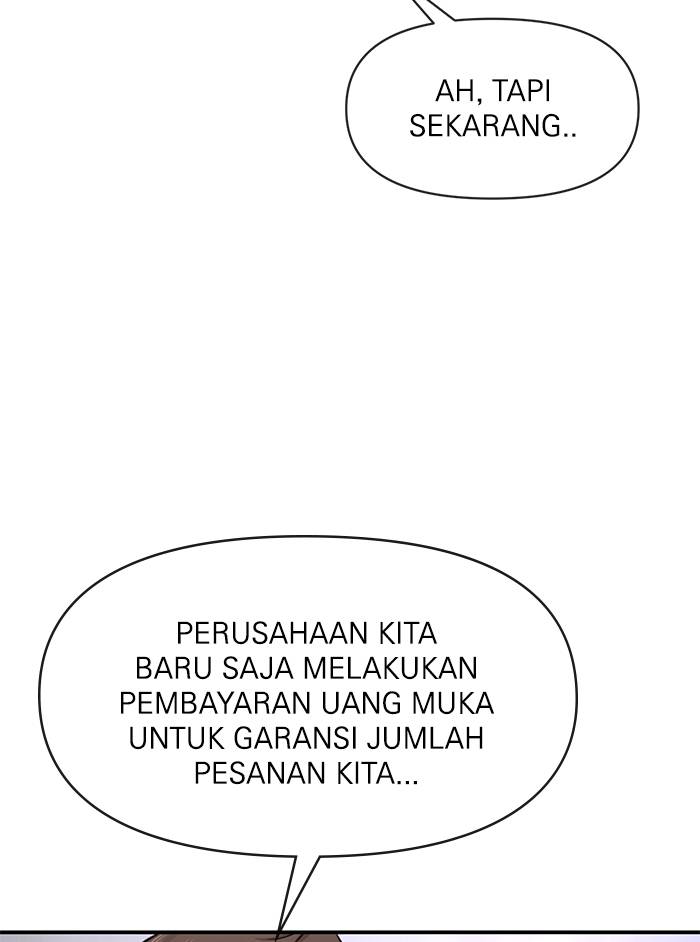 AH, TAPI
SEKARANG..
PERUSAHAAN KITA
BARU SAJA MELAKUKAN
PEMBAYARAN UANG MUKA
UNTUK GARANSI JUMLAH
PESANAN KITA...